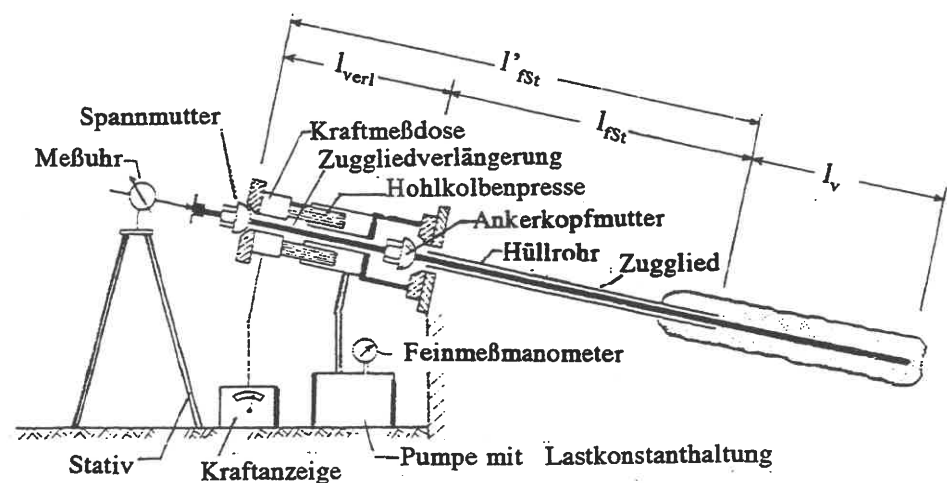 l'fSt
lverl
lfSt
lv
Spannmutter
Kraftmeßdose
Meßuhr
Zuggliedverlängerung
Hohlkolbenpresse
Ankerkopfmutter
Hüllrohr
Zugglied
Feinmeßmanometer
Stativ
Kraftanzeige
Pumpe mit Lastkonstanthaltung